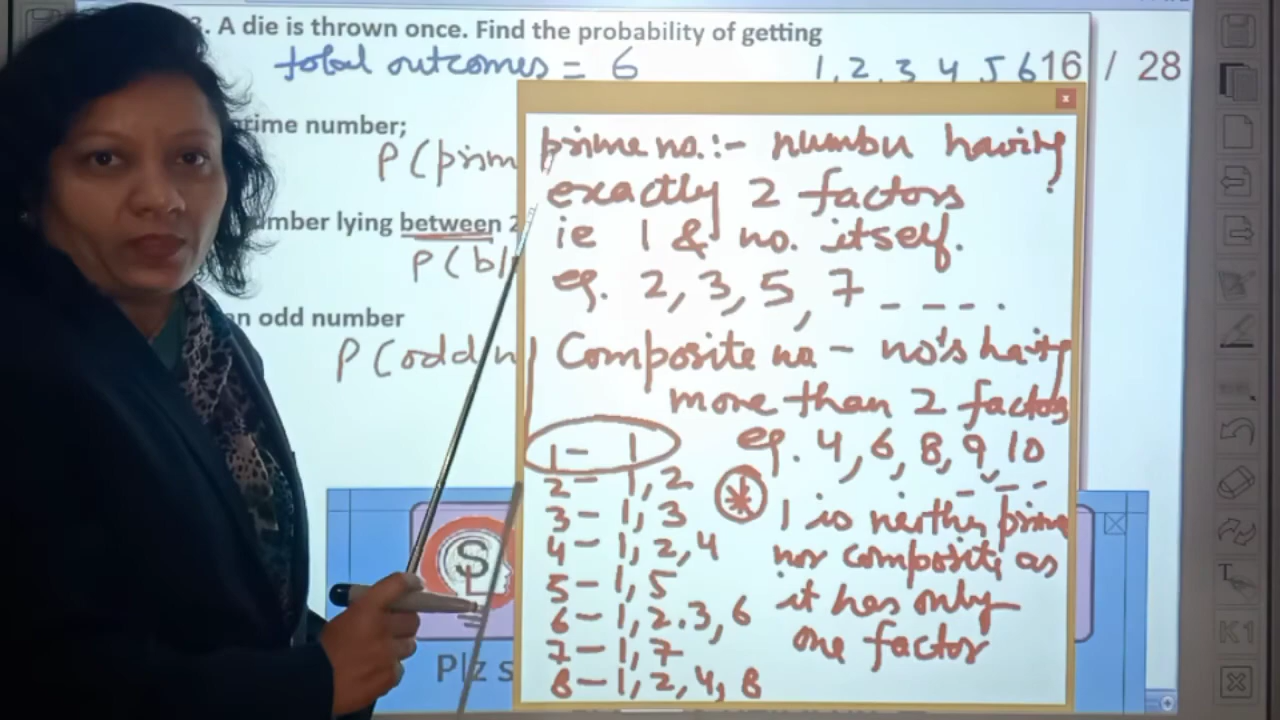 3. A die is thrown once. Find the probability of getting
total outcomes = 6
1, 2, 3 4 5 6
16 / 28
rime number;
P(prim
umber lying between 2
P(bl
an odd number
P(odd n
prime no.:- number having
exactly 2 factors
ie 1 & no. itself.
eg. 2, 3, 5, 7 - - - - .
Composite no - no's having
more than 2 factors
eg. 4, 6, 8, 9, 10
- - -
1 - 1
2 - 1, 2
3 - 1, 3
4 - 1, 2, 4
5 - 1, 5
6 - 1, 2, 3, 6
7 - 1, 7
8 - 1, 2, 4, 8
* 1 is neither prime
nor composite as
it has only
one factor
S
L
Plz s
K1